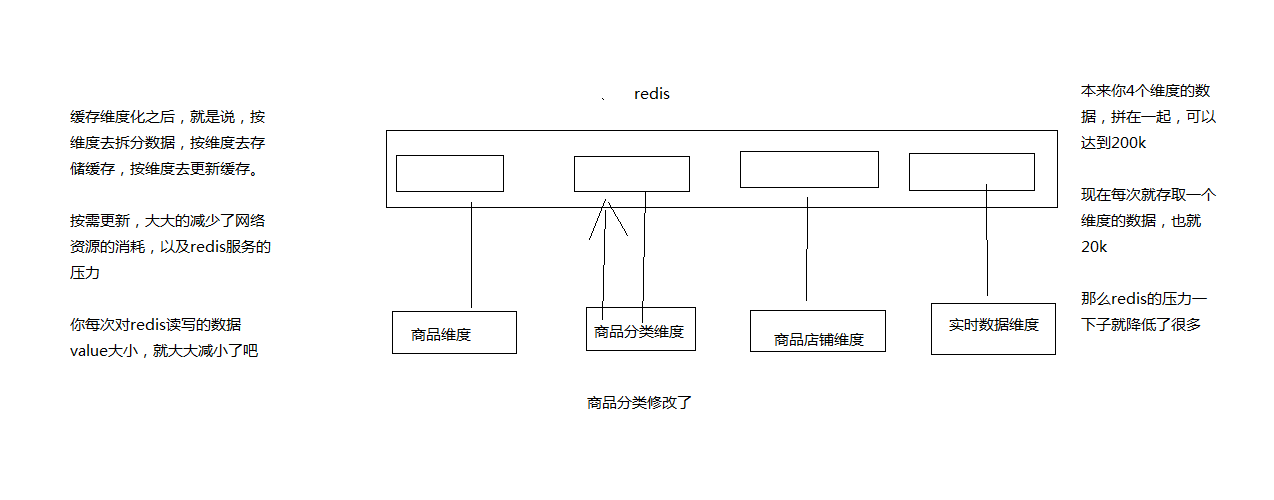 缓存维度化之后，就是说，按
维度去拆分数据，按维度去存
储缓存，按维度去更新缓存。
按需更新，大大的减少了网络
资源的消耗，以及redis服务的
压力
你每次对redis读写的数据
value大小，就大大减小了吧
、 redis
商品维度
商品分类维度
商品店铺维度
实时数据维度
商品分类修改了
本来你4个维度的数
据，拼在一起，可以
达到200k
现在每次就存取一个
维度的数据，也就
20k
那么redis的压力一
下子就降低了很多